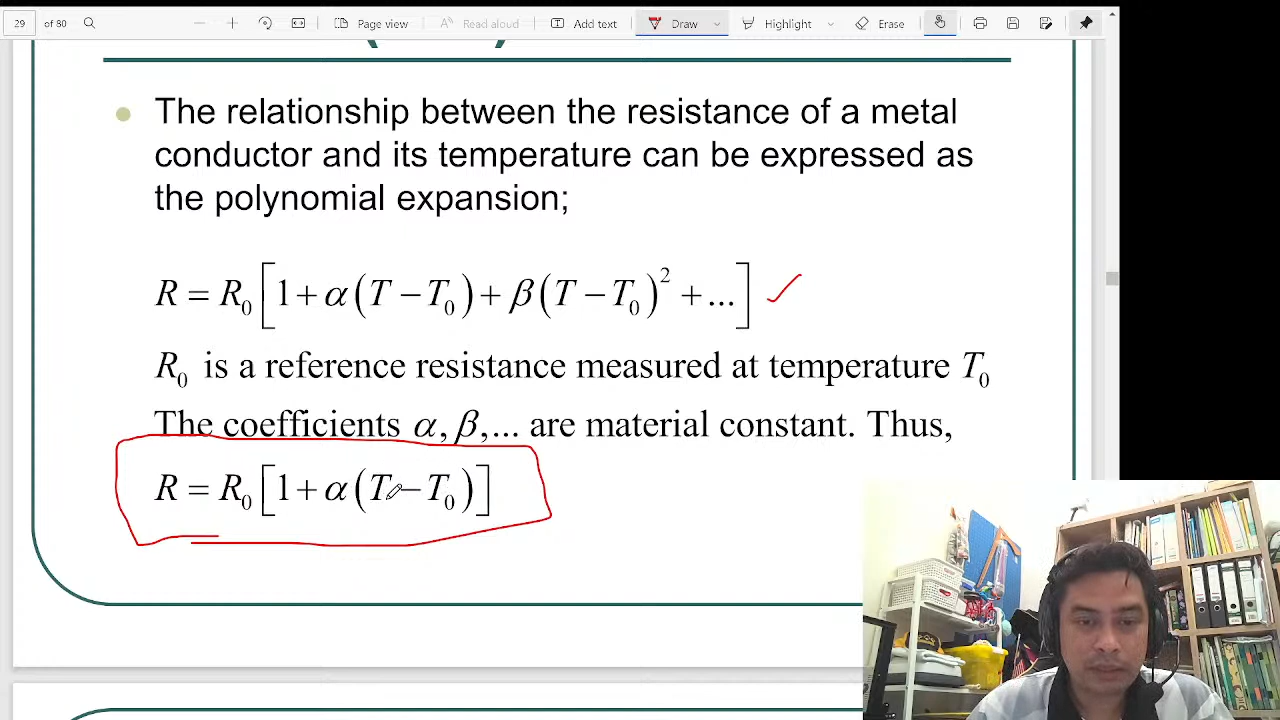 29 of 80 Page view Read aloud Add text Draw Highlight Erase
The relationship between the resistance of a metal
conductor and its temperature can be expressed as
the polynomial expansion;
R = R₀[1+α(T−T₀)+β(T−T₀)²+...]
R₀ is a reference resistance measured at temperature T₀
The coefficients α,β,... are material constant. Thus,
R = R₀[1+α(T−T₀)]